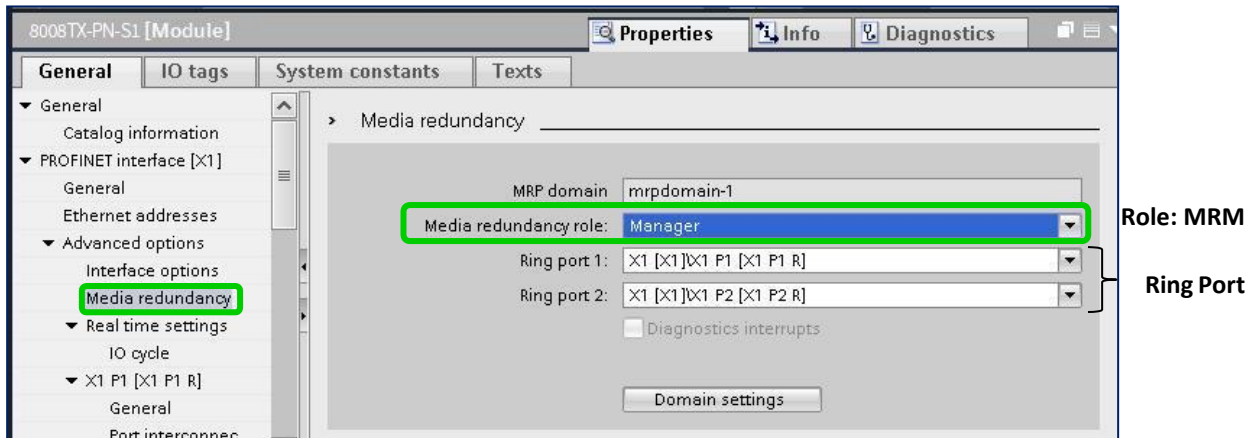 8008TX-PN-S1 [Module]
Properties
Info
Diagnostics
General
IO tags
System constants
Texts
General
Catalog information
PROFINET interface [X1]
General
Ethernet addresses
Advanced options
Interface options
Media redundancy
Real time settings
IO cycle
X1 P1 [X1 P1 R]
General
Port interconnec
> Media redundancy
MRP domain mrpdomain-1
Media redundancy role: Manager
Ring port 1: X1 [X1]\X1 P1 [X1 P1 R]
Ring port 2: X1 [X1]\X1 P2 [X1 P2 R]
Diagnostics interrupts
Domain settings
Role: MRM
Ring Port